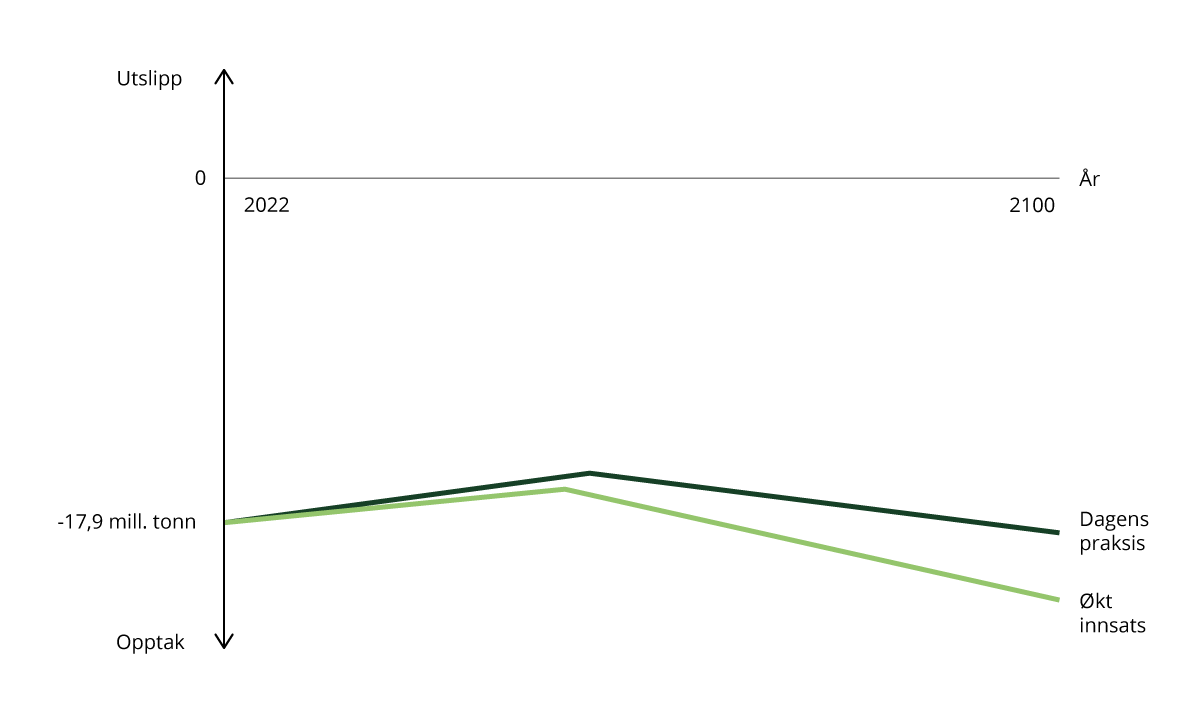 Utslipp
0
År
2022
2100
-17,9 mill. tonn
Dagens
praksis
Økt
innsats
Opptak